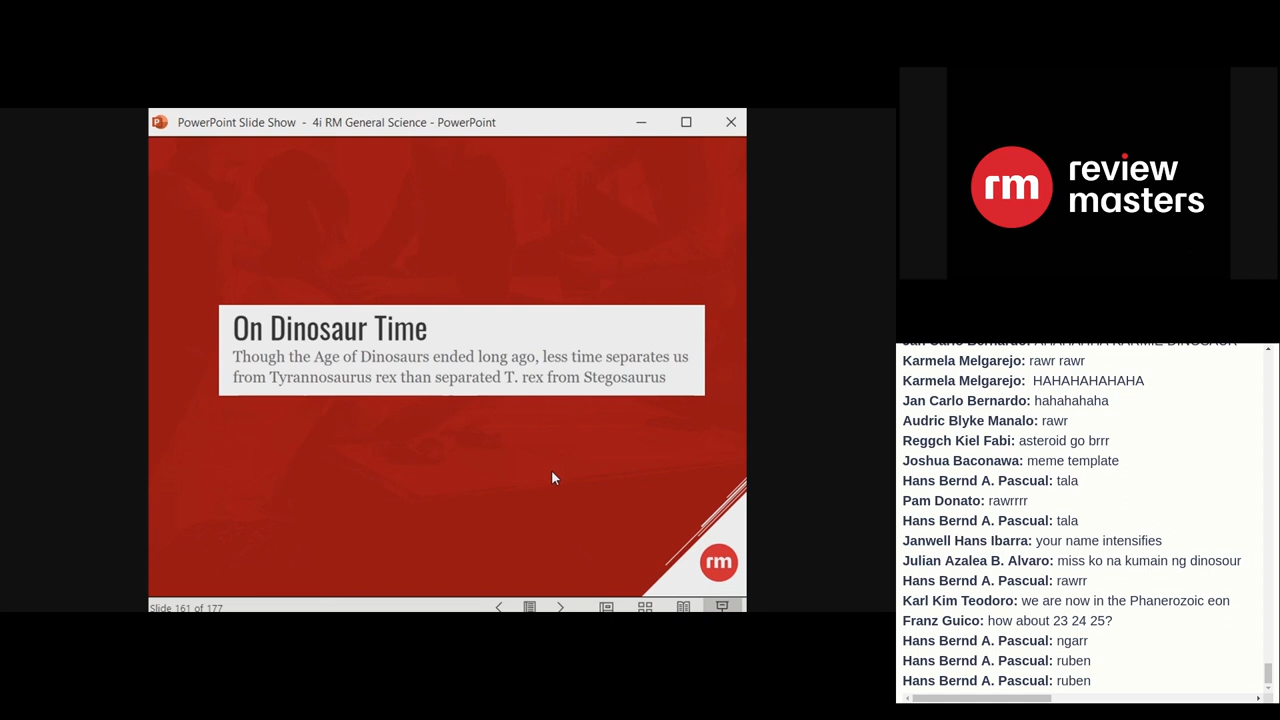 PowerPoint Slide Show - 4i RM General Science - PowerPoint
On Dinosaur Time
Though the Age of Dinosaurs ended long ago, less time separates us
from Tyrannosaurus rex than separated T. rex from Stegosaurus
rm
Slide 161 of 177
rm review
masters
Karmela Melgarejo: rawr rawr
Karmela Melgarejo: HAHAHAHAHAHA
Jan Carlo Bernardo: hahahahaha
Audric Blyke Manalo: rawr
Reggch Kiel Fabi: asteroid go brrr
Joshua Baconawa: meme template
Hans Bernd A. Pascual: tala
Pam Donato: rawrrrr
Hans Bernd A. Pascual: tala
Janwell Hans Ibarra: your name intensifies
Julian Azalea B. Alvaro: miss ko na kumain ng dinosour
Hans Bernd A. Pascual: rawrr
Karl Kim Teodoro: we are now in the Phanerozoic eon
Franz Guico: how about 23 24 25?
Hans Bernd A. Pascual: ngarr
Hans Bernd A. Pascual: ruben
Hans Bernd A. Pascual: ruben